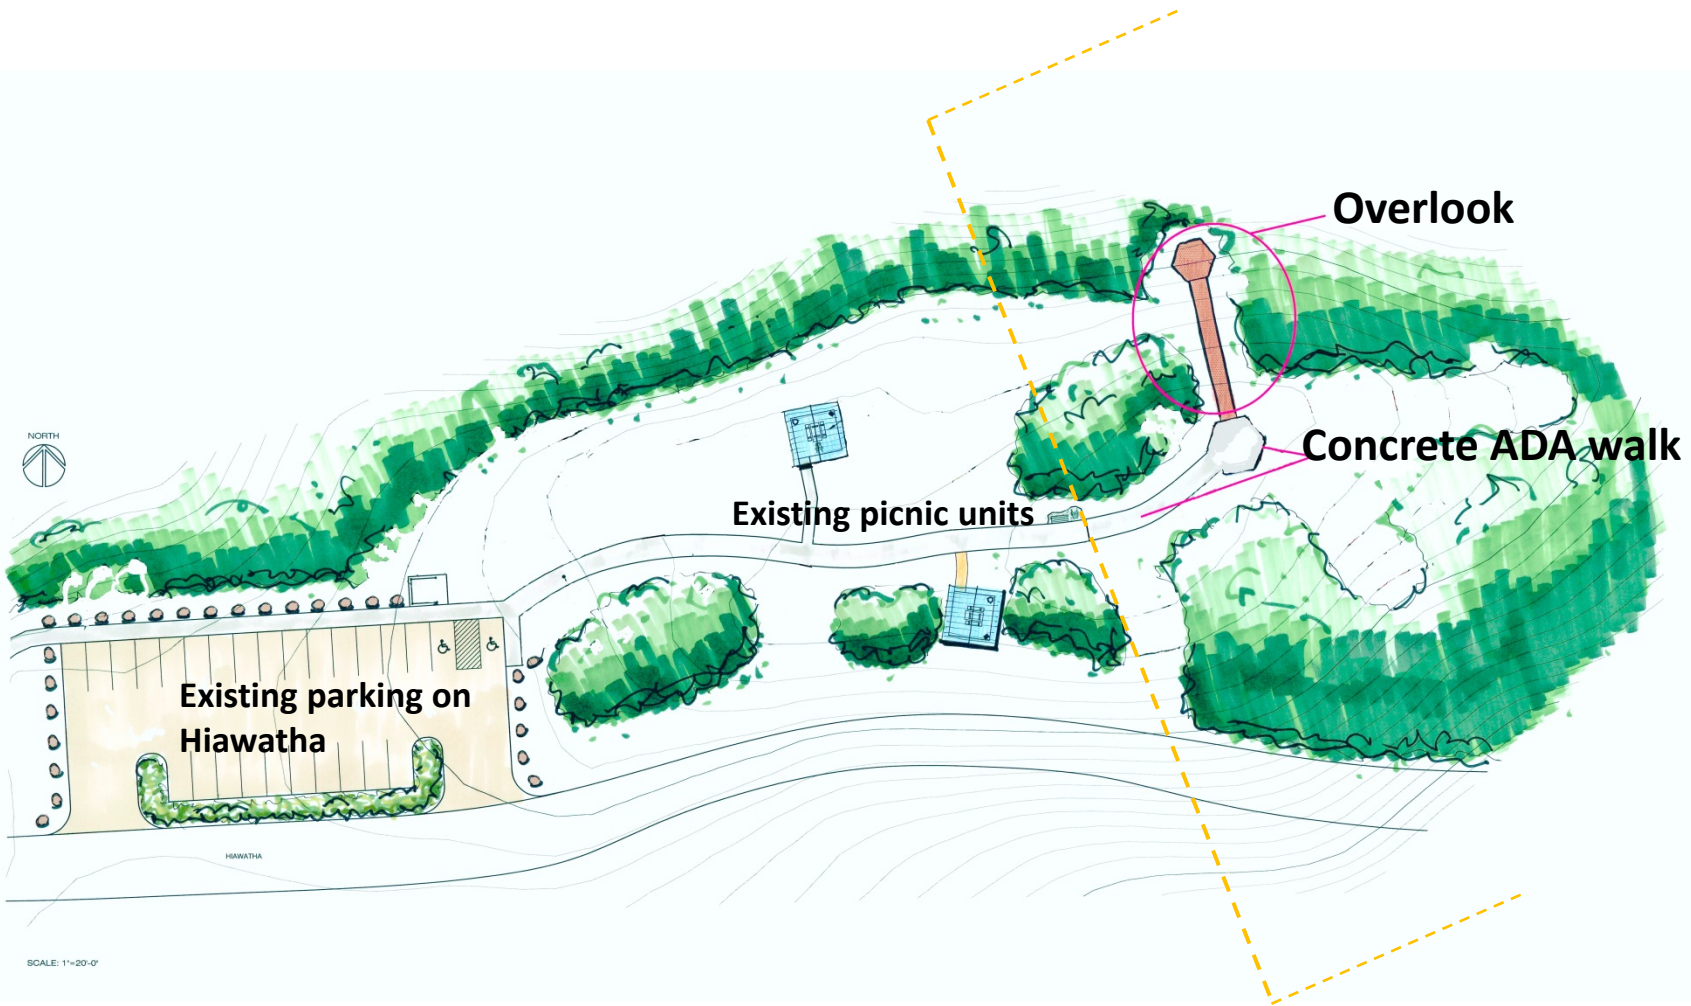 Overlook
NORTH
Concrete ADA walk
Existing picnic units
Existing parking on
Hiawatha
HIAWATHA
SCALE: 1"=20'-0"